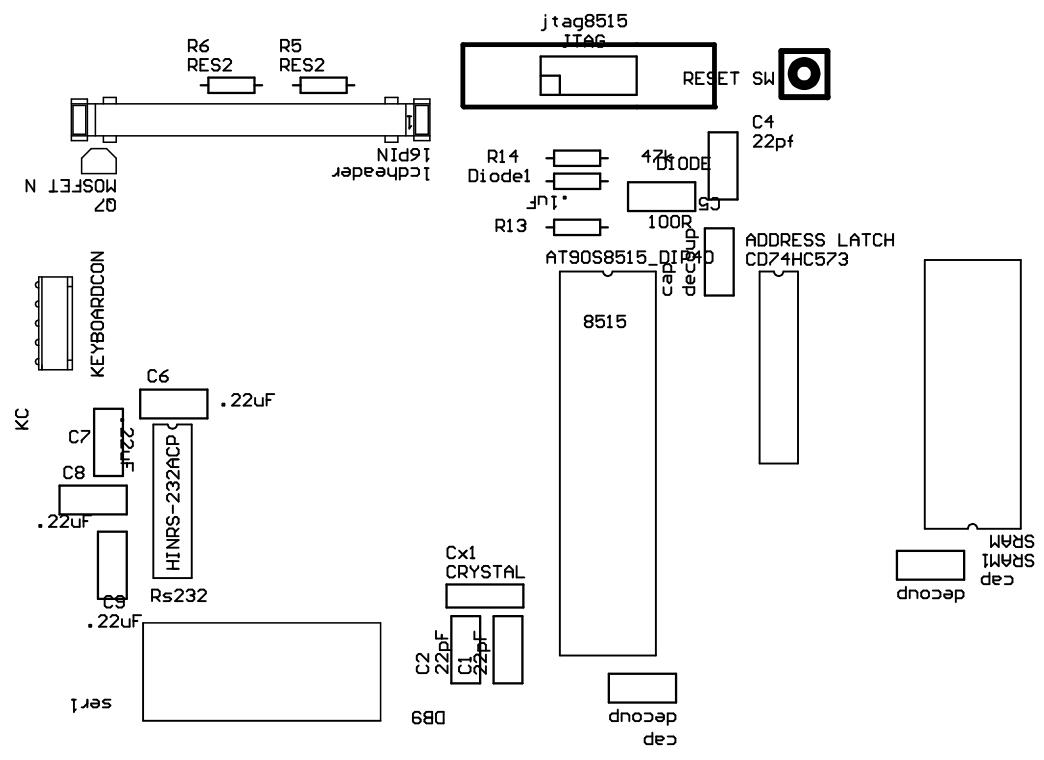 jtag8515
JTAG
R6
RES2
R5
RES2
RESET SW
1
C4
22pf
16PIN
lcdheader
R14
47k
DIODE
Diode1
MOSFET N
Q7
.1uF
C5
R13
100R
ADDRESS LATCH
CD74HC573
AT90S8515_DIP40
cap
decoup
8515
KEYBOARDCON
KC
C6
.22uF
C7
.22uF
C8
.22uF
HINRS-232ACP
C9
Rs232
.22uF
SRAM
SRAM1
cap
decoup
Cx1
CRYSTAL
C2
22pF
C1
22pF
ser1
DB9
decoup
cap